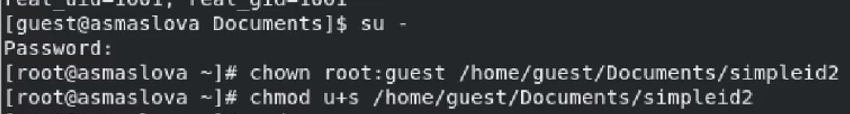 real_uid=1001, real_gid=1001
[guest@asmaslova Documents]$ su -
Password:
[root@asmaslova ~]# chown root:guest /home/guest/Documents/simpleid2
[root@asmaslova ~]# chmod u+s /home/guest/Documents/simpleid2